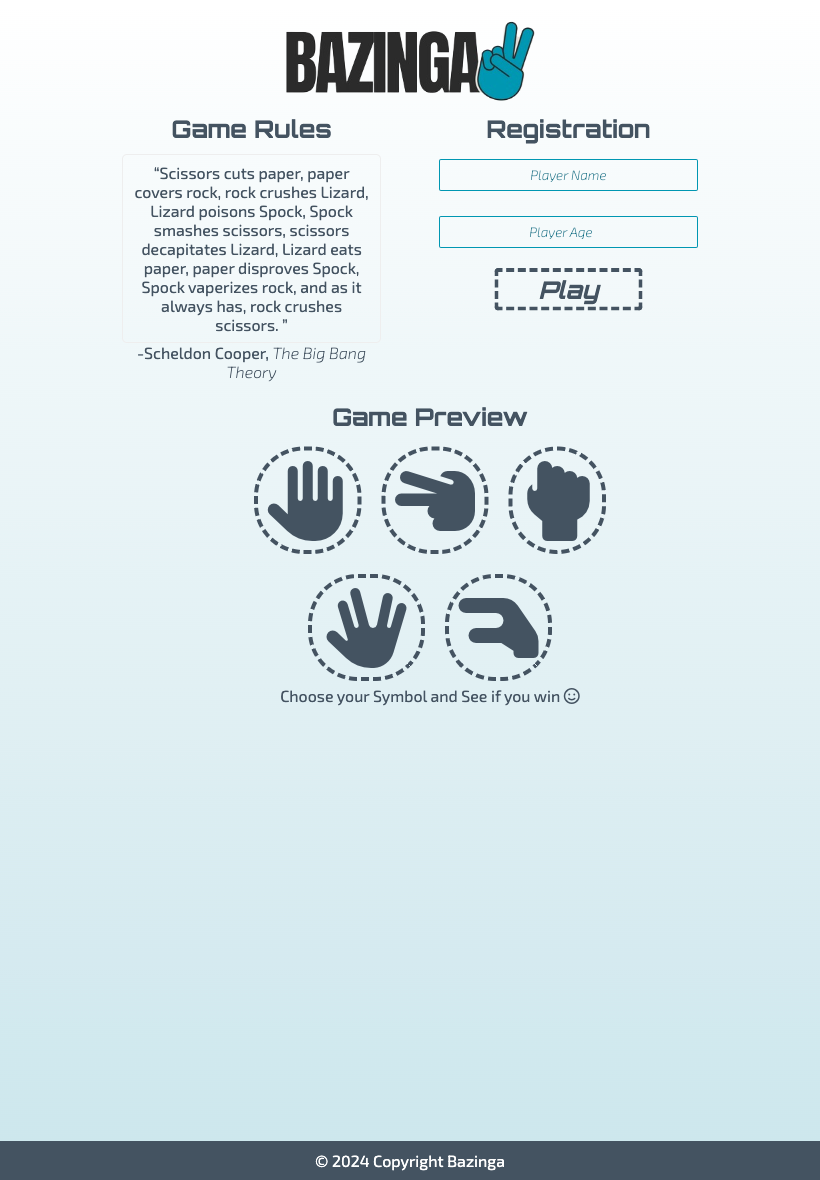 BAZINGA
Game Rules
“Scissors cuts paper, paper
covers rock, rock crushes Lizard,
Lizard poisons Spock, Spock
smashes scissors, scissors
decapitates Lizard, Lizard eats
paper, paper disproves Spock,
Spock vaperizes rock, and as it
always has, rock crushes
scissors. ”
-Scheldon Cooper, The Big Bang
Theory
Registration
Player Name
Player Age
Play
Game Preview
Choose your Symbol and See if you win
© 2024 Copyright Bazinga